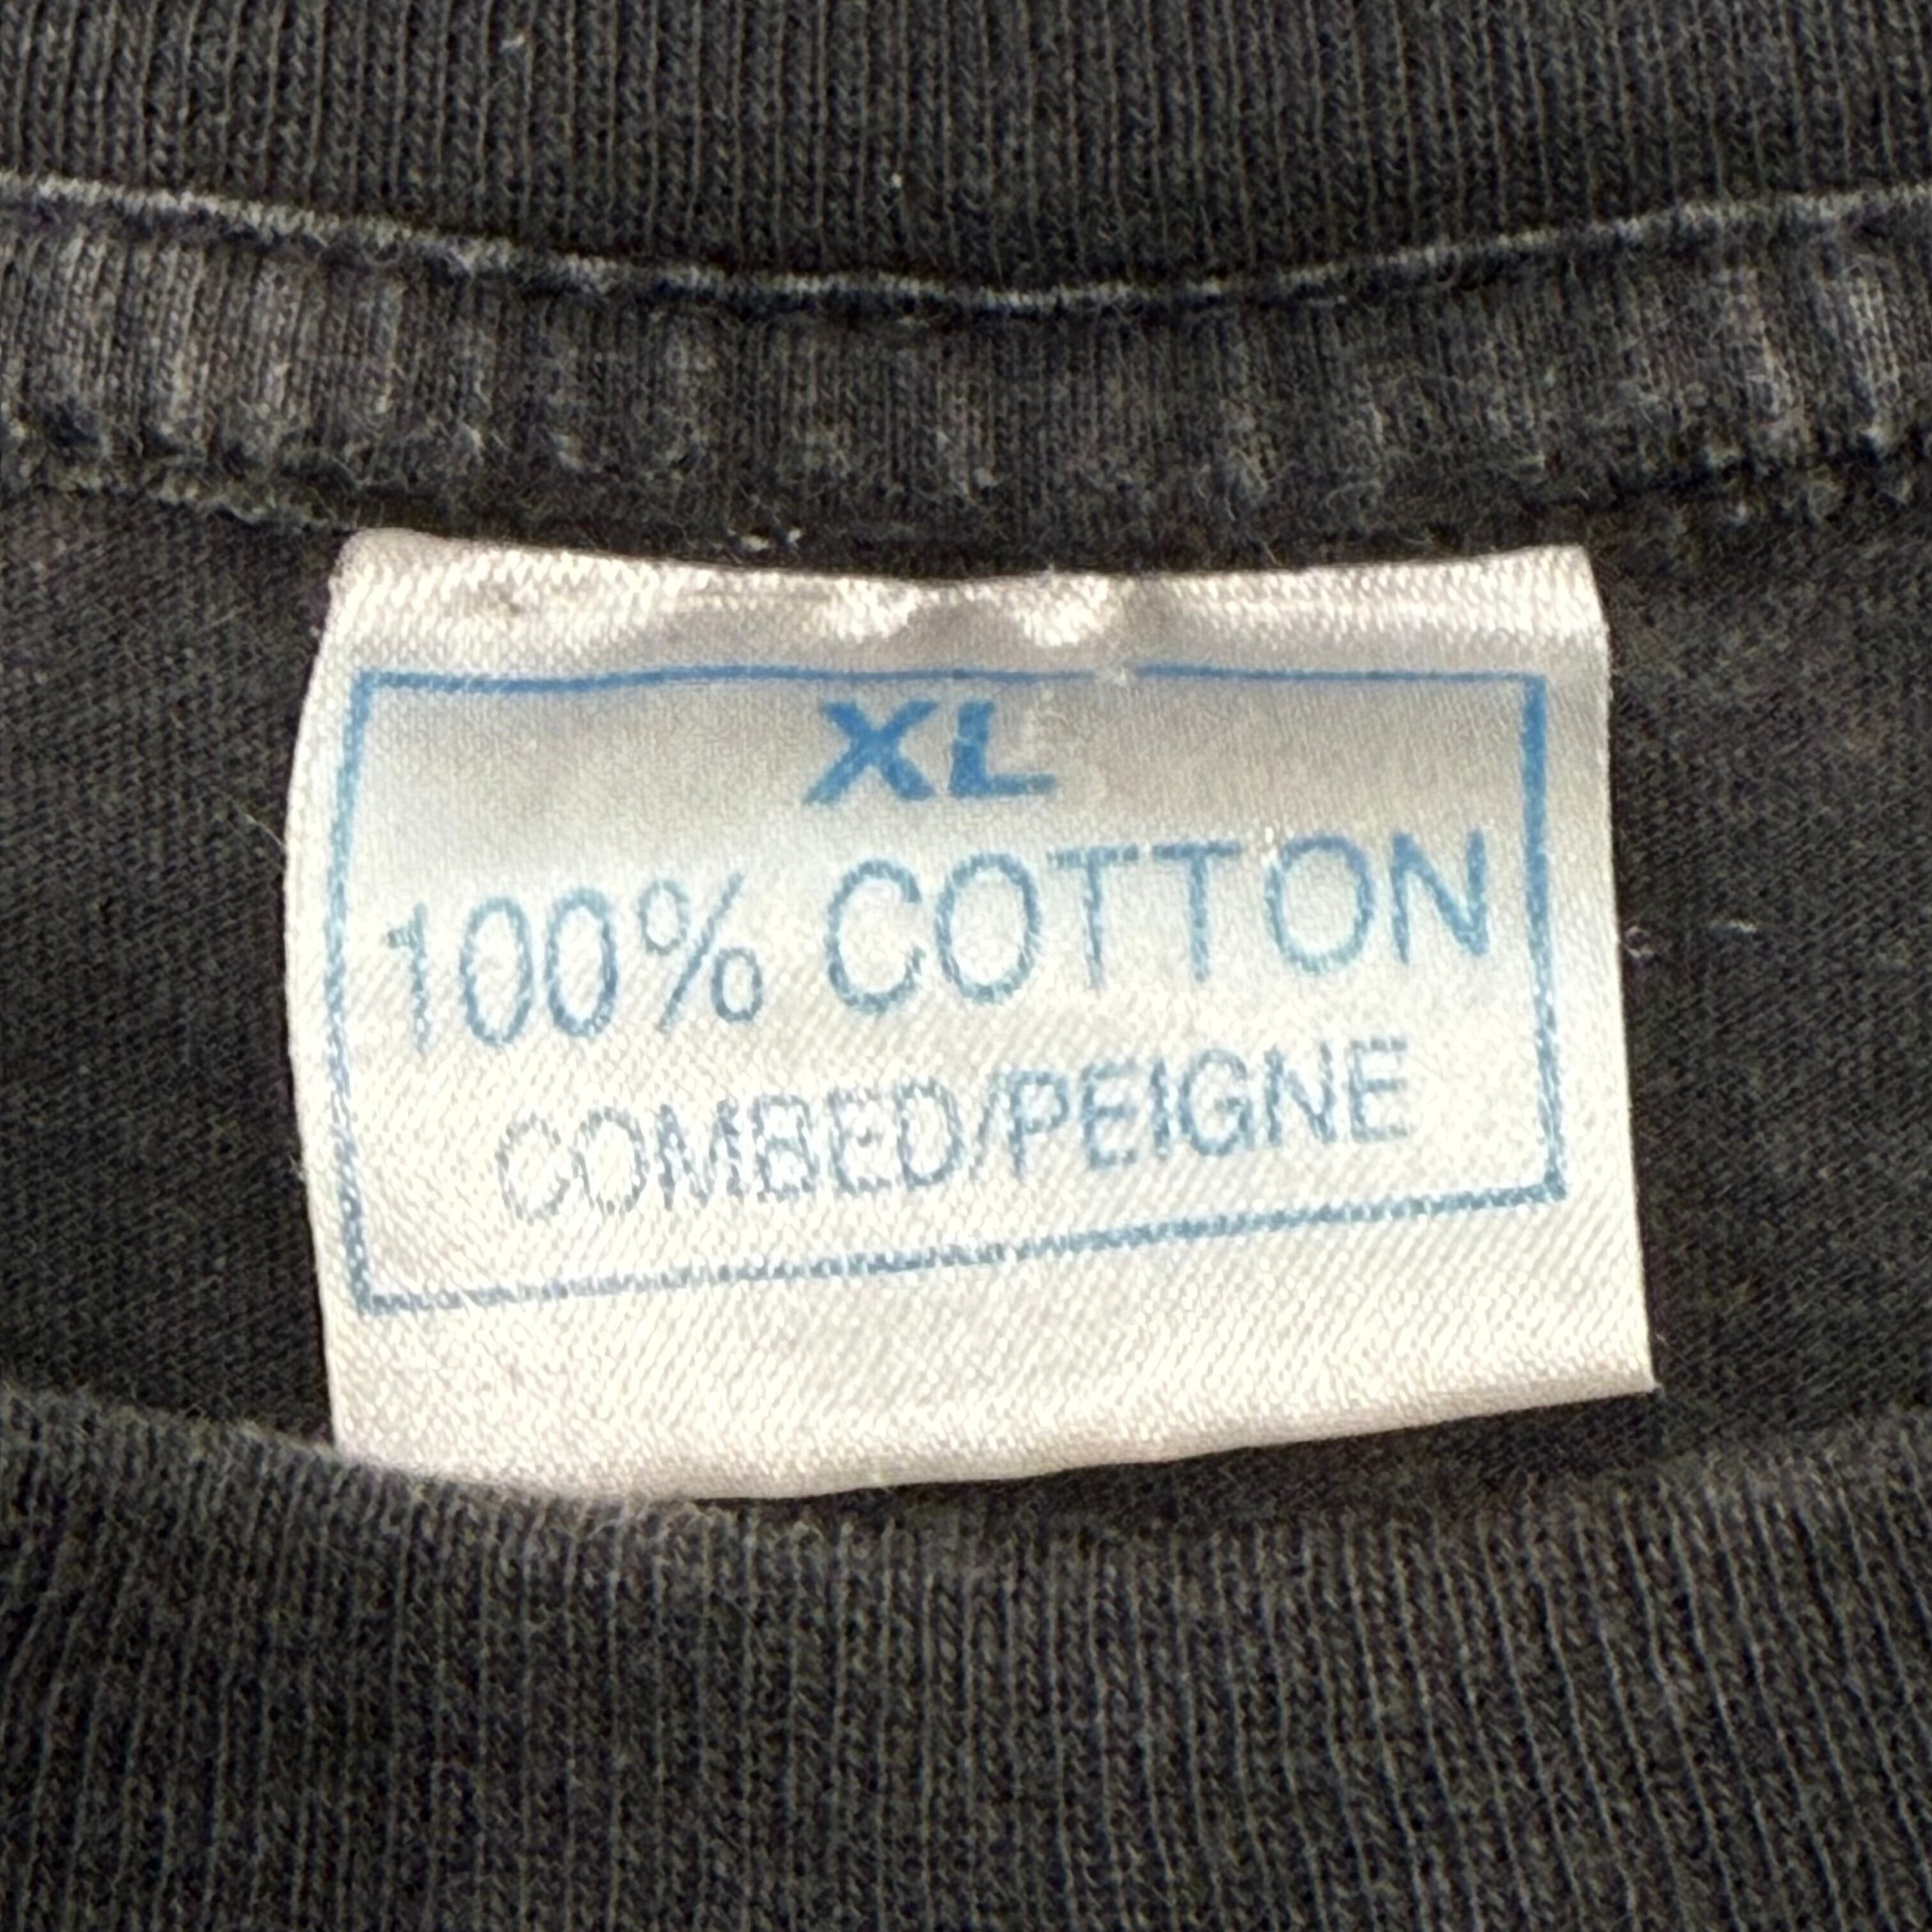 XL
100% COTTON
COMBED/PEIGNE